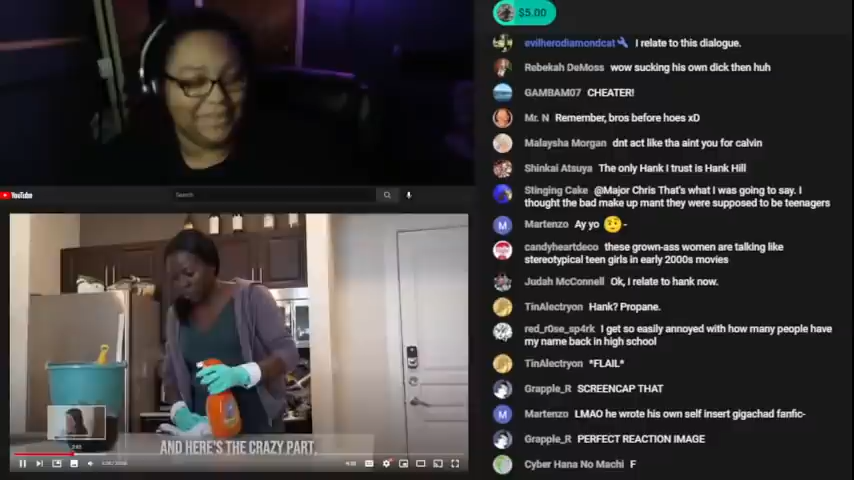 $5.00
evilherodiamondcat I relate to this dialogue.
Rebekah DeMoss wow sucking his own dick then huh
GAMBAM07 CHEATER!
Mr. N Remember, bros before hoes xD
Malaysha Morgan dnt act like tha aint you for calvin
Shinkai Atsuya The only Hank I trust is Hank Hill
Stinging Cake @Major Chris That's what I was going to say. I
thought the bad make up mant they were supposed to be teenagers
Martenzo Ay yo 🤨-
candyheartdeco these grown-ass women are talking like
stereotypical teen girls in early 2000s movies
Judah McConnell Ok, I relate to hank now.
TinAlectryon Hank? Propane.
red_r0se_sp4rk I get so easily annoyed with how many people have
my name back in high school
TinAlectryon *FLAIL*
Grapple_R SCREENCAP THAT
Martenzo LMAO he wrote his own self insert gigachad fanfic-
Grapple_R PERFECT REACTION IMAGE
Cyber Hana No Machi F
YouTube
Search
AND HERE'S THE CRAZY PART,